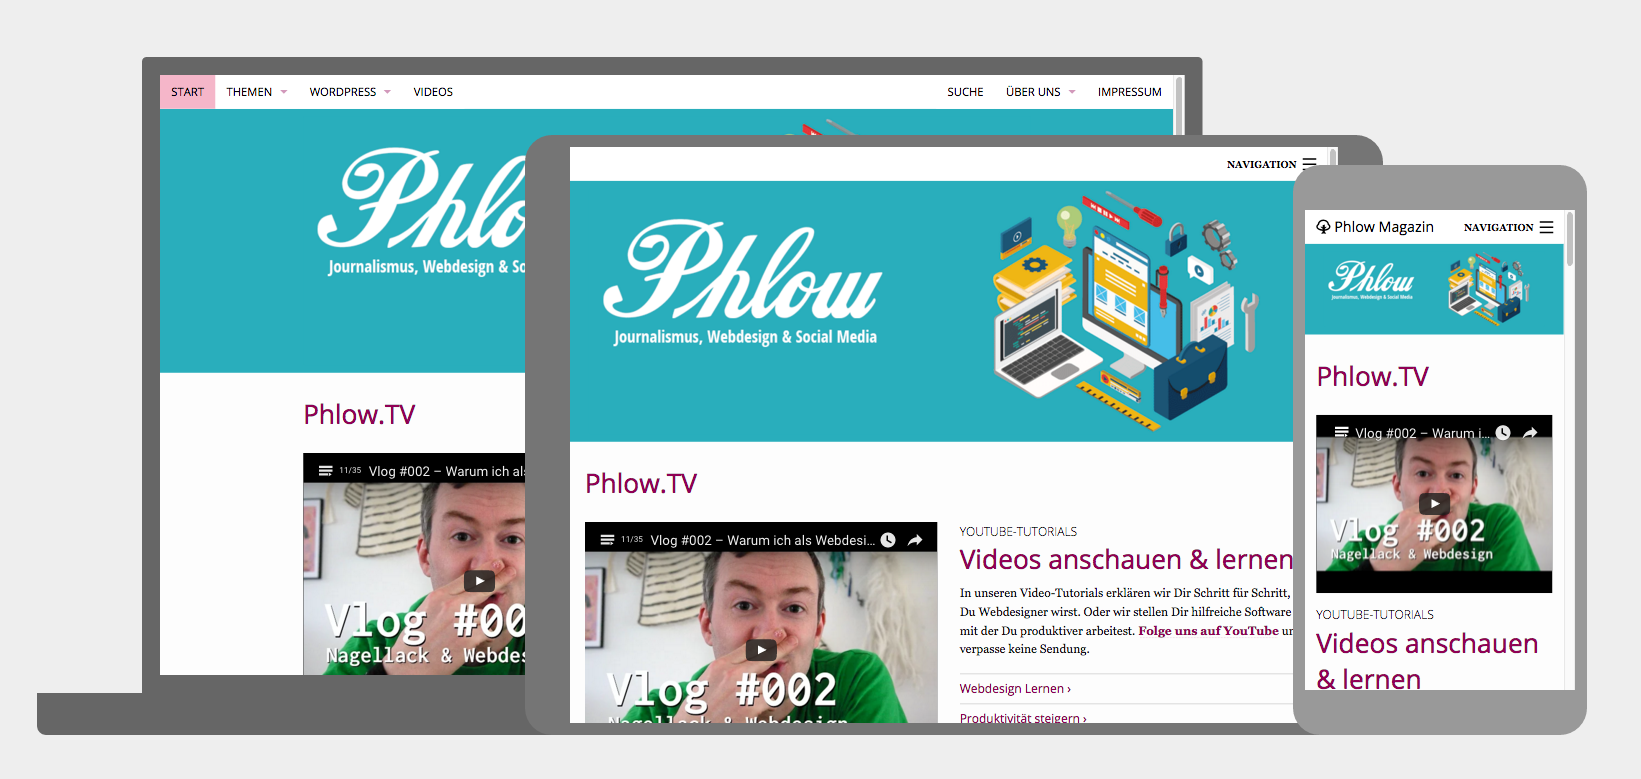 START THEMEN WORDPRESS VIDEOS SUCHE ÜBER UNS IMPRESSUM
Phlo
Journalismus, Webdesign & So
Phlow.TV
11/35 Vlog #002 – Warum ich al
Vlog #00
Nagellack & Webde
NAVIGATION
Phlow
Journalismus, Webdesign & Social Media
Phlow.TV
11/35 Vlog #002 – Warum ich als Webdesi...
Vlog #002
Nagellack & Webdesign
YOUTUBE-TUTORIALS
Videos anschauen & lernen
In unseren Video-Tutorials erklären wir Dir Schritt für Schritt,
Du Webdesigner wirst. Oder wir stellen Dir hilfreiche Software
mit der Du produktiver arbeitest. Folge uns auf YouTube un
verpasse keine Sendung.
Webdesign Lernen ›
Produktivität steigern ›
Phlow Magazin NAVIGATION
Phlow
Journalismus, Webdesign & Social Media
Phlow.TV
Vlog #002 – Warum i...
Vlog #002
Nagellack & Webdesign
YOUTUBE-TUTORIALS
Videos anschauen
& lernen